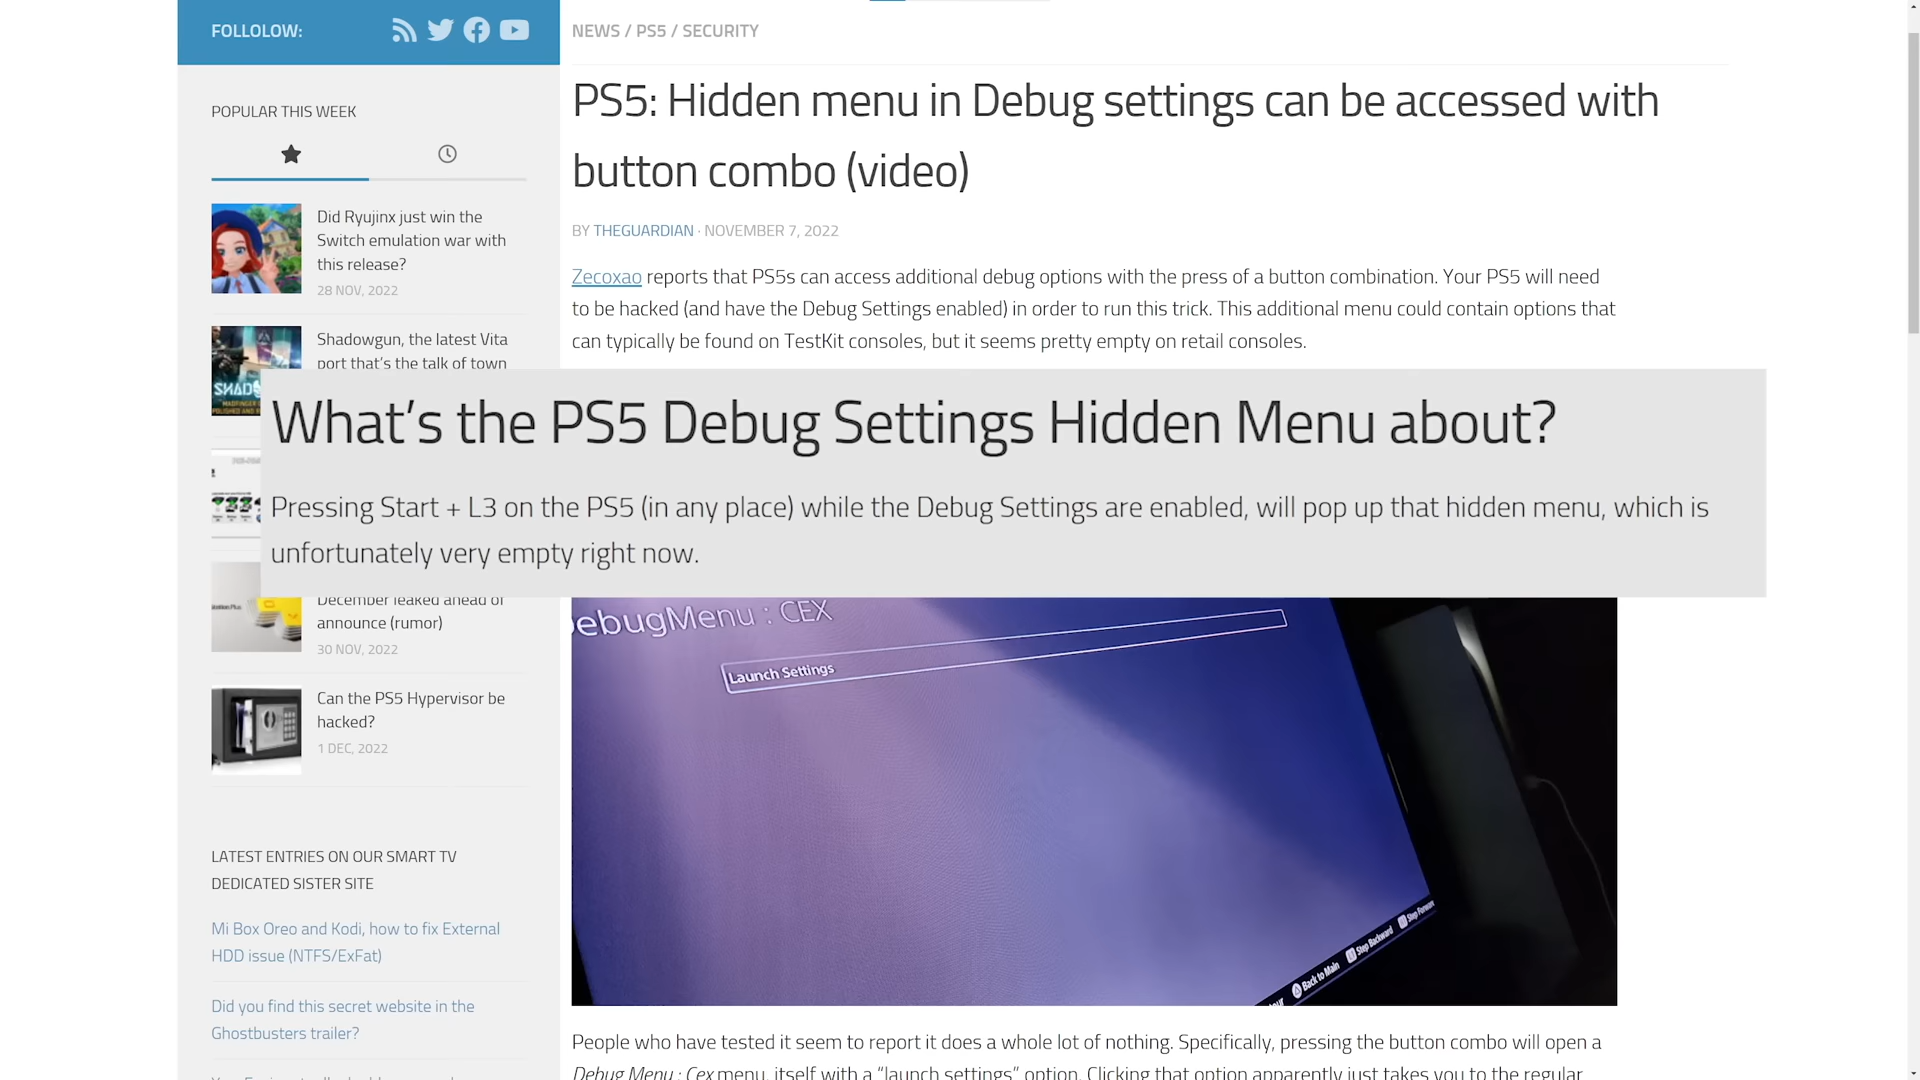 FOLLOLOW:
NEWS / PS5 / SECURITY
POPULAR THIS WEEK
Did Ryujinx just win the
Switch emulation war with
this release?
28 NOV, 2022
Shadowgun, the latest Vita
port that's the talk of town
December leaked ahead of
announce (rumor)
30 NOV, 2022
Can the PS5 Hypervisor be
hacked?
1 DEC, 2022
LATEST ENTRIES ON OUR SMART TV
DEDICATED SISTER SITE
Mi Box Oreo and Kodi, how to fix External
HDD issue (NTFS/ExFat)
Did you find this secret website in the
Ghostbusters trailer?
PS5: Hidden menu in Debug settings can be accessed with
button combo (video)
BY THEGUARDIAN · NOVEMBER 7, 2022
Zecoxao reports that PS5s can access additional debug options with the press of a button combination. Your PS5 will need
to be hacked (and have the Debug Settings enabled) in order to run this trick. This additional menu could contain options that
can typically be found on TestKit consoles, but it seems pretty empty on retail consoles.
What's the PS5 Debug Settings Hidden Menu about?
Pressing Start + L3 on the PS5 (in any place) while the Debug Settings are enabled, will pop up that hidden menu, which is
unfortunately very empty right now.
DebugMenu : CEX
Launch Settings
Back to Main Step Backward Step Forward
People who have tested it seem to report it does a whole lot of nothing. Specifically, pressing the button combo will open a
Debug Menu : Cex menu, itself with a "launch settings" option. Clicking that option apparently just takes you to the regular